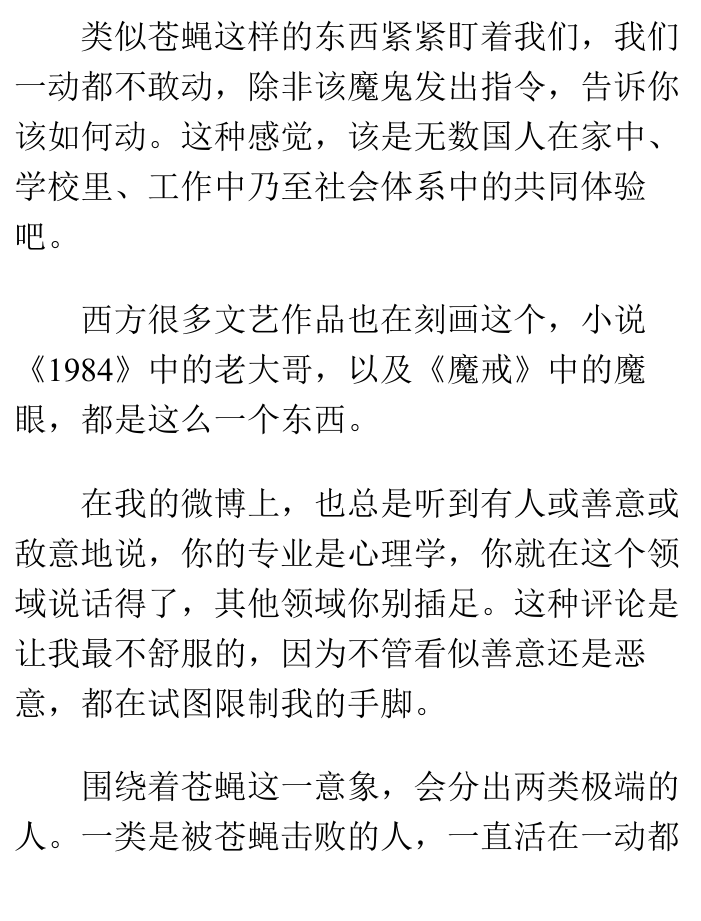 类似苍蝇这样的东西紧紧盯着我们，我们
一动都不敢动，除非该魔鬼发出指令，告诉你
该如何动。这种感觉，该是无数国人在家中、
学校里、工作中乃至社会体系中的共同体验
吧。
西方很多文艺作品也在刻画这个，小说
《1984》中的老大哥，以及《魔戒》中的魔
眼，都是这么一个东西。
在我的微博上，也总是听到有人或善意或
敌意地说，你的专业是心理学，你就在这个领
域说话得了，其他领域你别插足。这种评论是
让我最不舒服的，因为不管看似善意还是恶
意，都在试图限制我的手脚。
围绕着苍蝇这一意象，会分出两类极端的
人。一类是被苍蝇击败的人，一直活在一动都